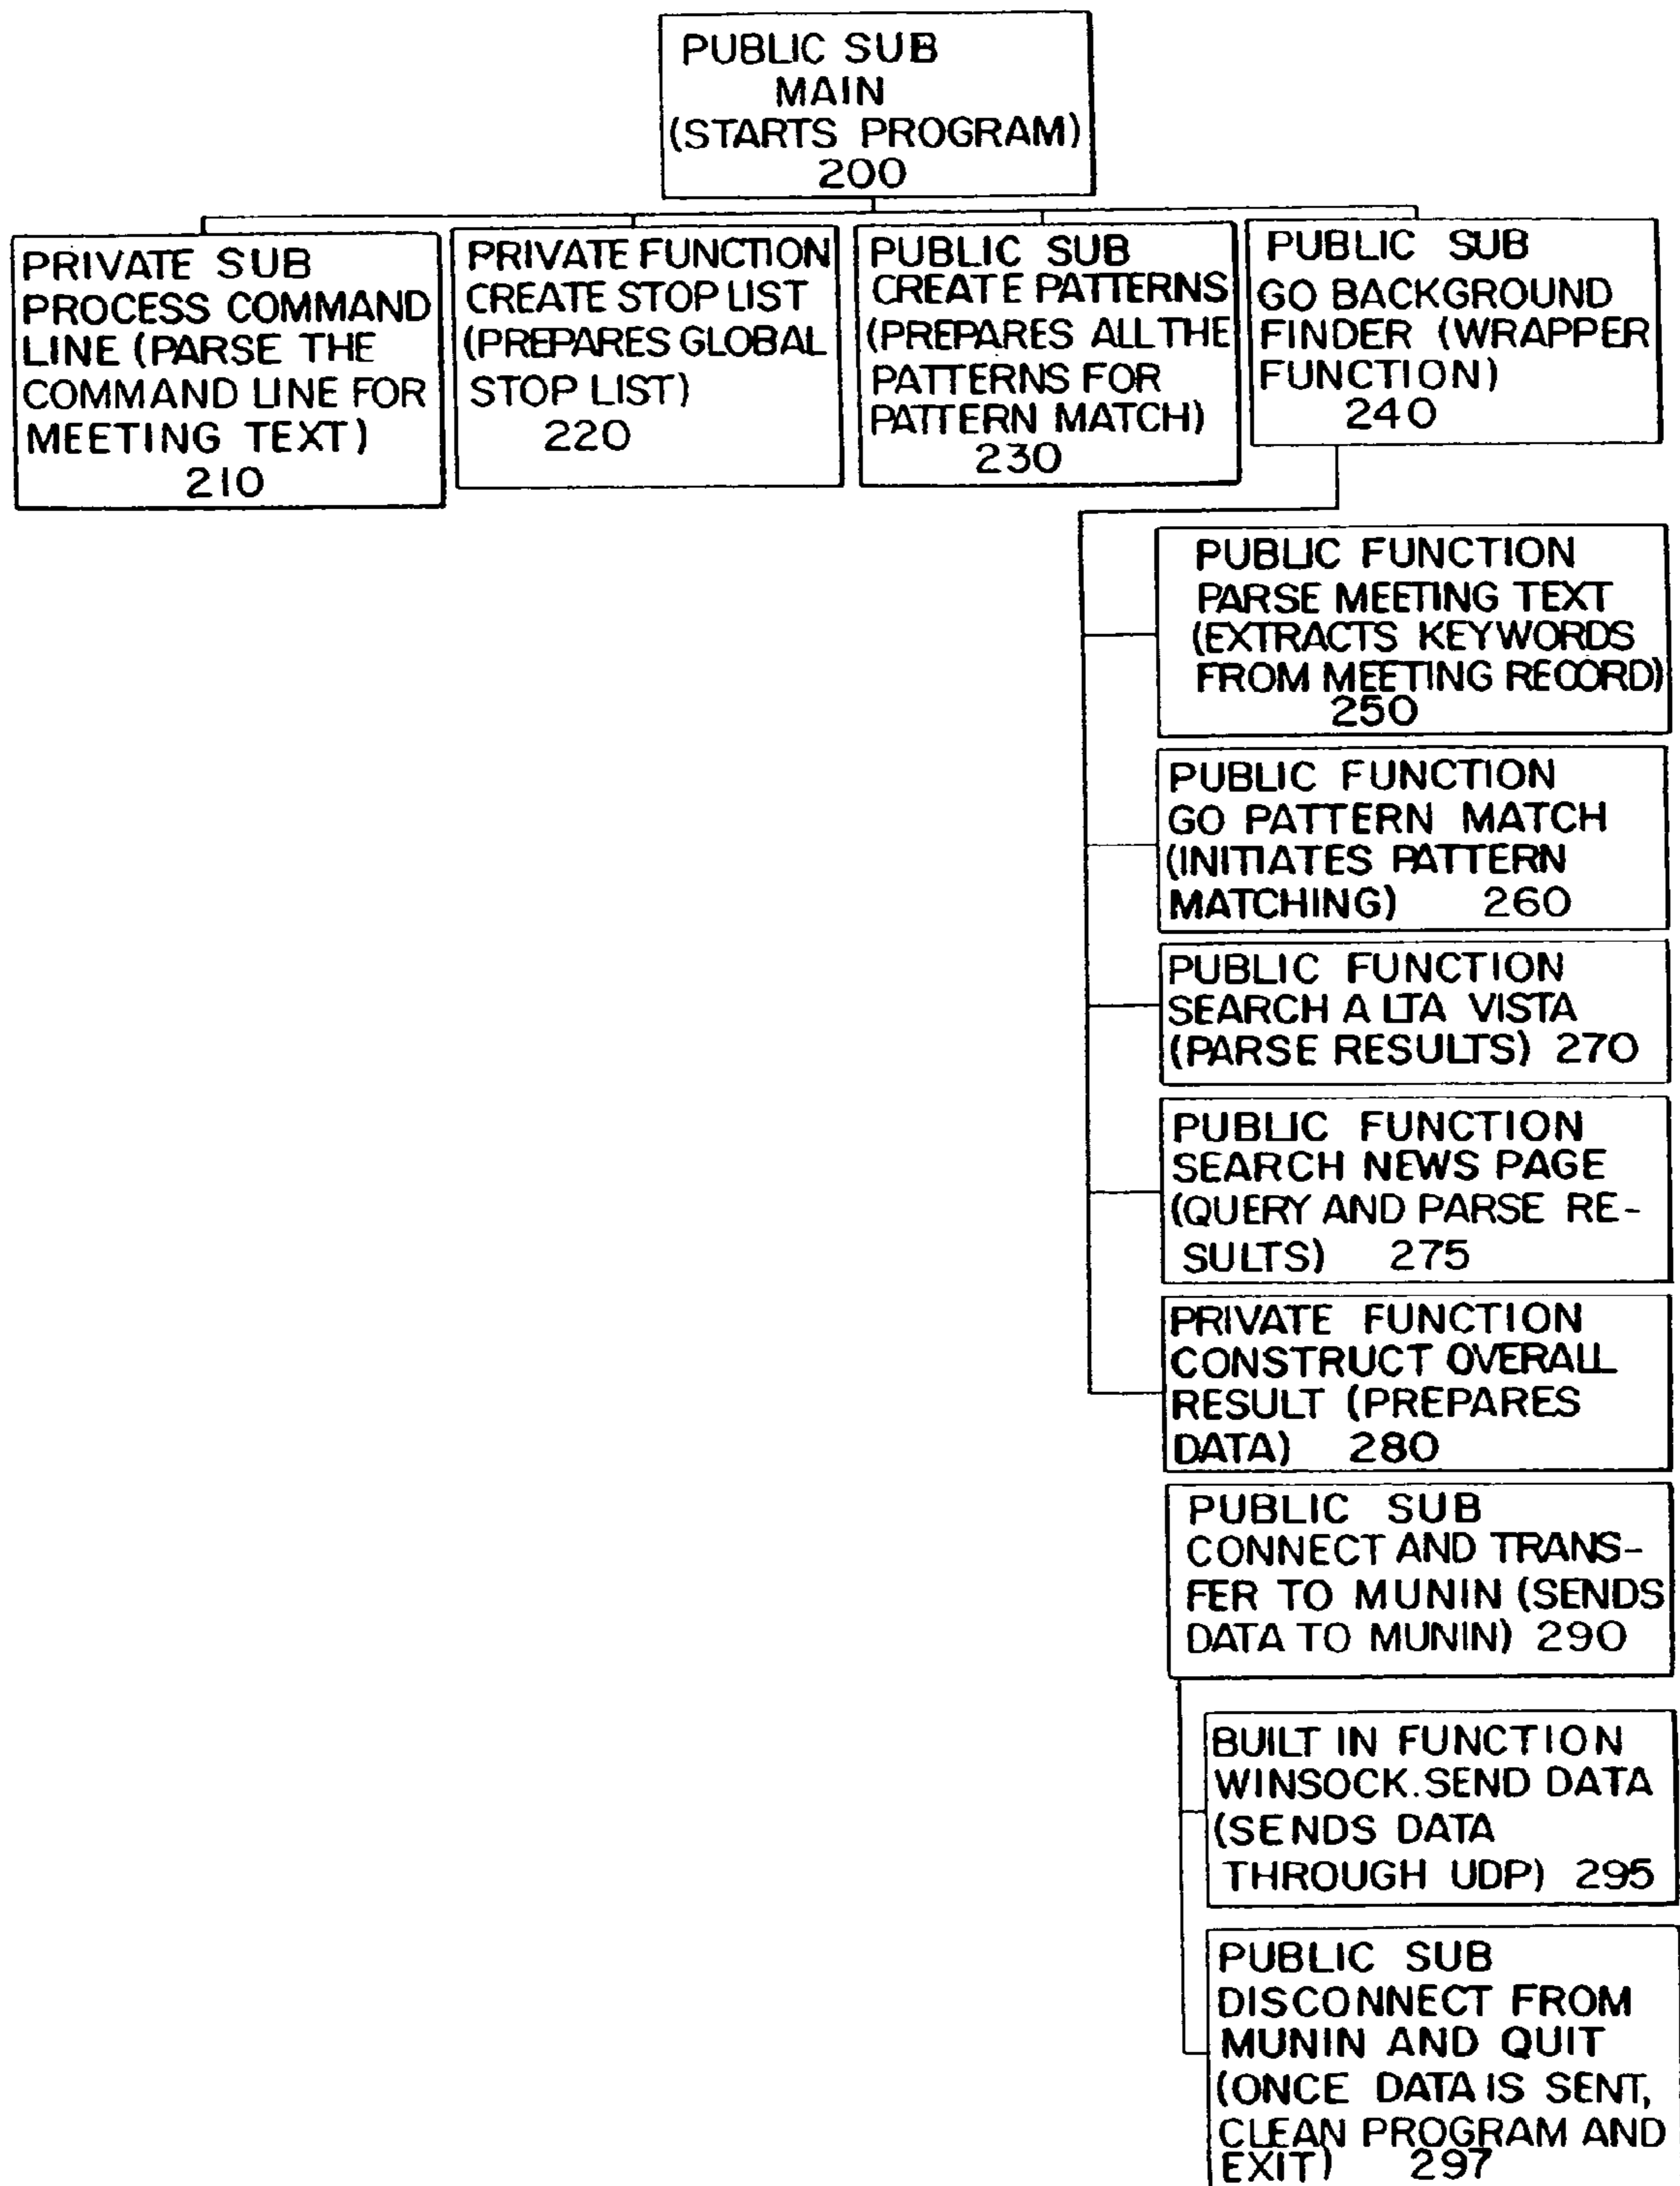 PUBLIC SUB
MAIN
(STARTS PROGRAM)
200
PRIVATE SUB
PROCESS COMMAND
LINE (PARSE THE
COMMAND LINE FOR
MEETING TEXT)
210
PRIVATE FUNCTION
CREATE STOP LIST
(PREPARES GLOBAL
STOP LIST)
220
PUBLIC SUB
CREATE PATTERNS
(PREPARES ALL THE
PATTERNS FOR
PATTERN MATCH)
230
PUBLIC SUB
GO BACKGROUND
FINDER (WRAPPER
FUNCTION)
240
PUBLIC FUNCTION
PARSE MEETING TEXT
(EXTRACTS KEYWORDS
FROM MEETING RECORD)
250
PUBLIC FUNCTION
GO PATTERN MATCH
(INITIATES PATTERN
MATCHING) 260
PUBLIC FUNCTION
SEARCH A LTA VISTA
(PARSE RESULTS) 270
PUBLIC FUNCTION
SEARCH NEWS PAGE
(QUERY AND PARSE RE-
SULTS) 275
PRIVATE FUNCTION
CONSTRUCT OVERALL
RESULT (PREPARES
DATA) 280
PUBLIC SUB
CONNECT AND TRANS-
FER TO MUNIN (SENDS
DATA TO MUNIN) 290
BUILT IN FUNCTION
WINSOCK.SEND DATA
(SENDS DATA
THROUGH UDP) 295
PUBLIC SUB
DISCONNECT FROM
MUNIN AND QUIT
(ONCE DATA IS SENT,
CLEAN PROGRAM AND
EXIT) 297